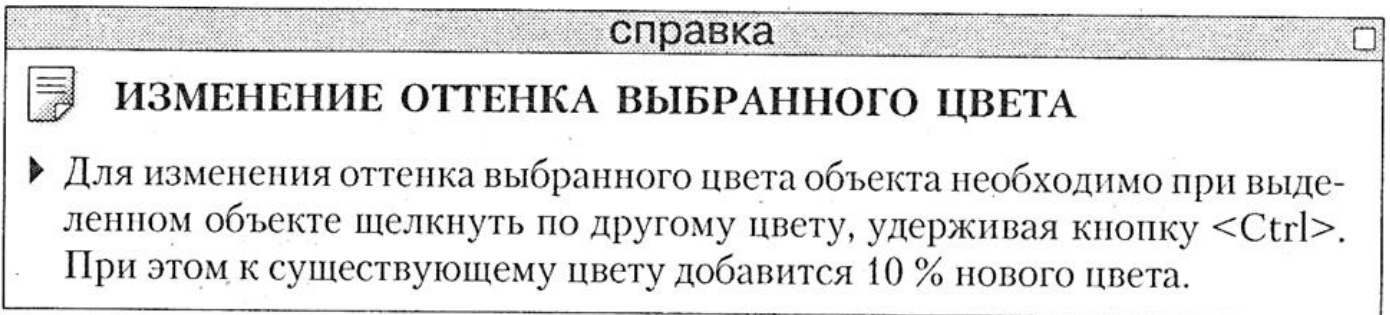 справка
ИЗМЕНЕНИЕ ОТТЕНКА ВЫБРАННОГО ЦВЕТА
Для изменения оттенка выбранного цвета объекта необходимо при выде-
ленном объекте щелкнуть по другому цвету, удерживая кнопку <Ctrl>.
При этом к существующему цвету добавится 10 % нового цвета.